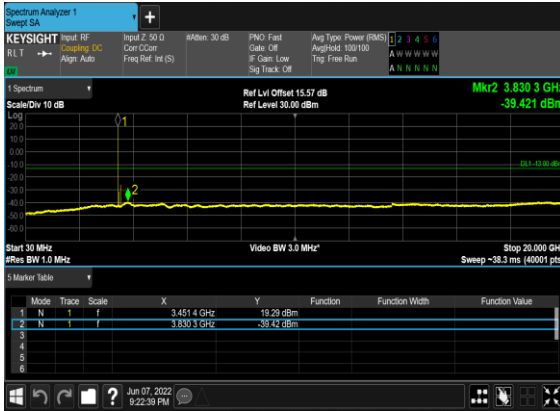 Spectrum Analyzer 1
Swept SA
+
KEYSIGHT Input: RF Input Z: 50 Ω #Atten: 30 dB PNO: Fast Avg Type: Power (RMS) 1 2 3 4 5 6
RLT Coupling: DC Corr CCorr Gate: Off Avg|Hold: 100/100 A W W W W W
Align: Auto Freq Ref: Int (S) IF Gain: Low Trig: Free Run
Sig Track: Off A N N N N N
1 Spectrum
Ref Lvl Offset 15.57 dB Mkr2 3.830 3 GHz
Scale/Div 10 dB Ref Level 30.00 dBm -39.421 dBm
Log
20.0
10.0
0.00
-10.0
-20.0
-30.0
-40.0
-50.0
-60.0
1
2
DL1 -13.00 dBm
Start 30 MHz Video BW 3.0 MHz* Stop 20.000 GHz
#Res BW 1.0 MHz Sweep ~38.3 ms (40001 pts)
5 Marker Table
Mode Trace Scale X Y Function Function Width Function Value
1 N 1 f 3.451 4 GHz 19.29 dBm
2 N 1 f 3.830 3 GHz -39.42 dBm
3
4
5
6
? Jun 07, 2022
9:22:39 PM